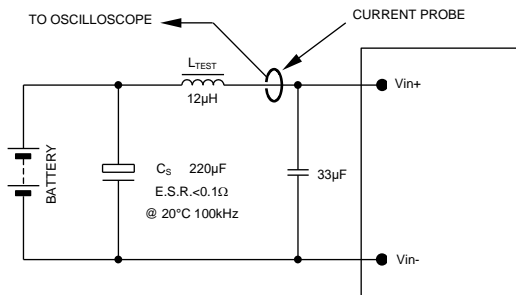 TO OSCILLOSCOPE
CURRENT PROBE
LTEST
12µH
Vin+
BATTERY
CS 220µF
E.S.R.<0.1Ω
@ 20°C 100kHz
33µF
Vin-